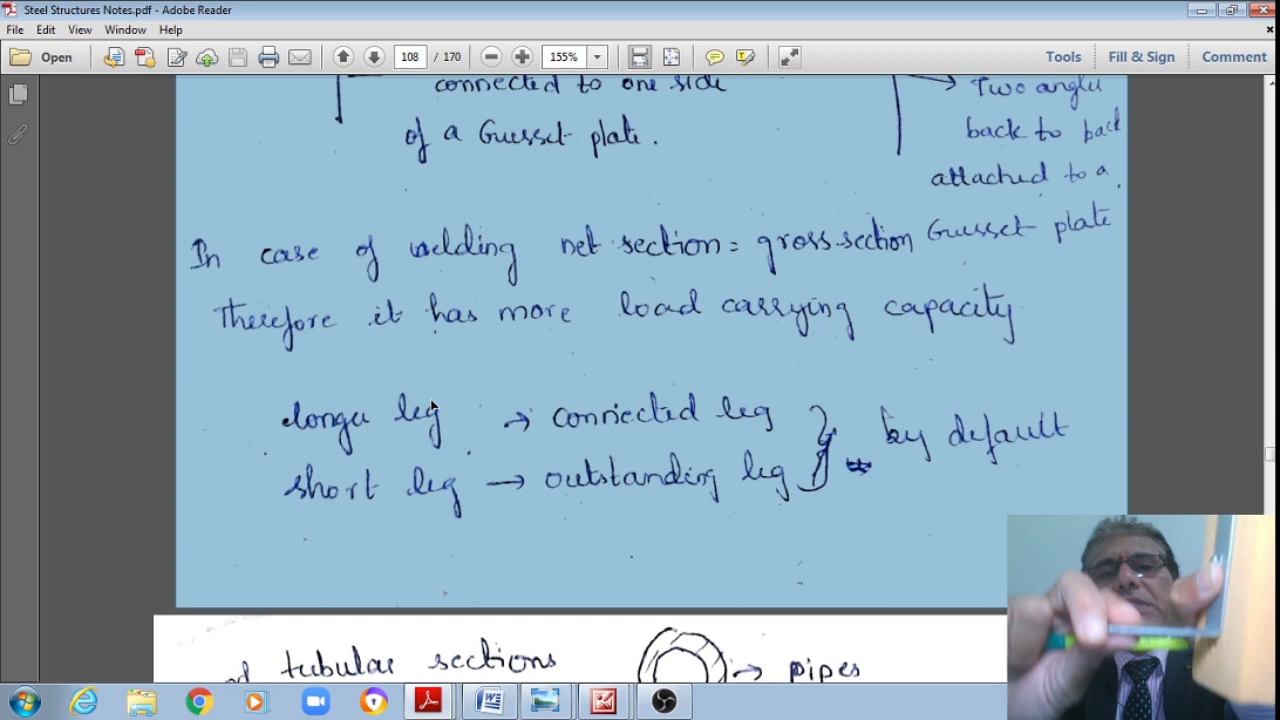 Steel Structures Notes.pdf - Adobe Reader
File Edit View Window Help
Open 108 / 170 155% Tools Fill & Sign Comment
connected to one side
of a Gusset plate.
Two angles
back to back
attached to a
Gusset plate
In case of welding net section = gross section
Therefore it has more load carrying capacity
longer leg → connected leg
short leg → outstanding leg
by default
tubular sections
→ pipes